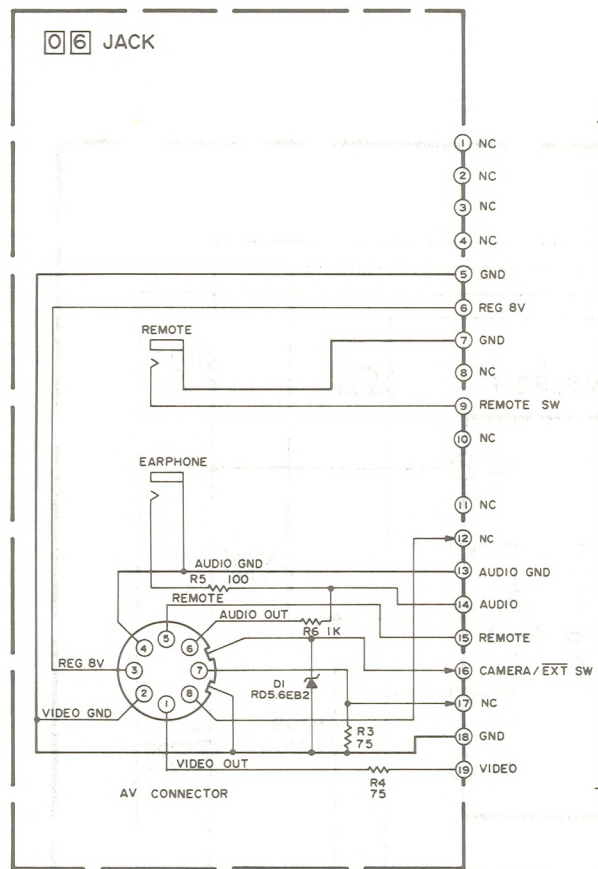 06 JACK
1 NC
2 NC
3 NC
4 NC
5 GND
6 REG 8V
REMOTE
7 GND
8 NC
9 REMOTE SW
10 NC
EARPHONE
11 NC
12 NC
AUDIO GND
13 AUDIO GND
R5 100
REMOTE
14 AUDIO
AUDIO OUT
R6 1K
15 REMOTE
5
4
6
REG 8V
3
7
16 CAMERA/EXT SW
D1
RD5.6EB2
2
8
1
17 NC
VIDEO GND
R3
75
18 GND
VIDEO OUT
19 VIDEO
R4
75
AV CONNECTOR